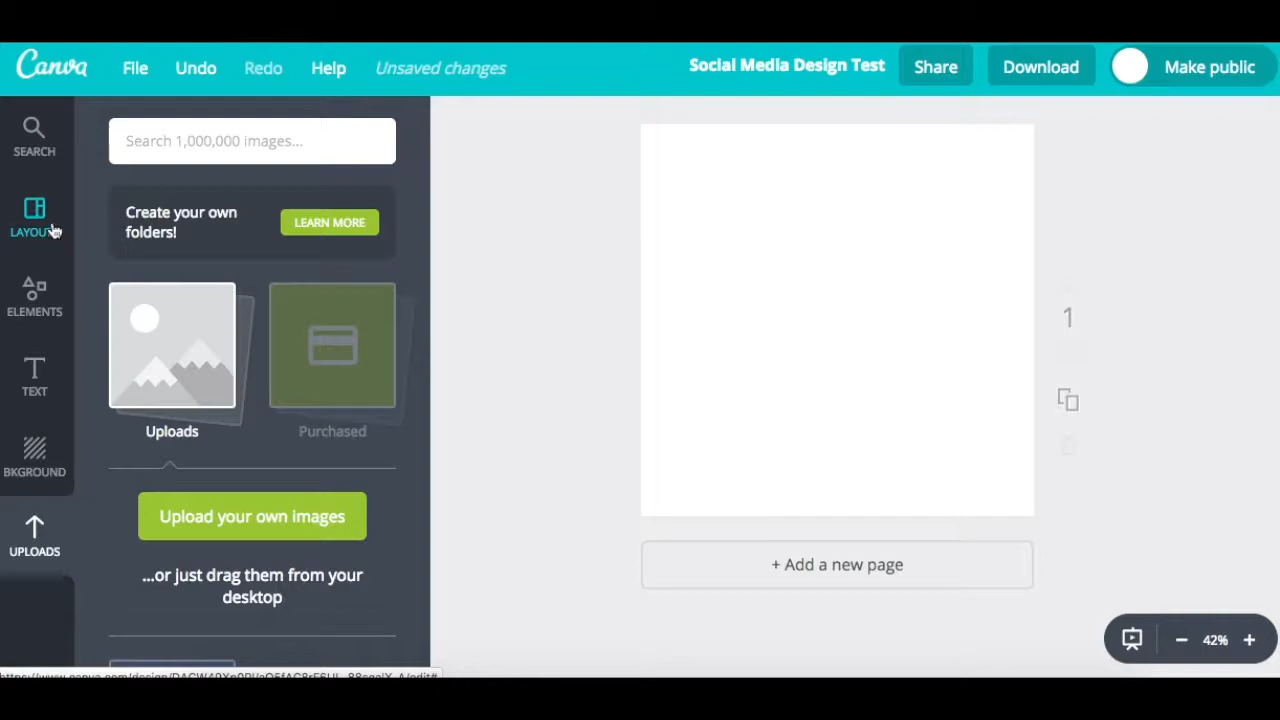 Canva
File
Undo
Redo
Help
Unsaved changes
Social Media Design Test
Share
Download
Make public
SEARCH
LAYOUTS
ELEMENTS
TEXT
BKGROUND
UPLOADS
Search 1,000,000 images...
Create your own
folders!
LEARN MORE
Uploads
Purchased
Upload your own images
...or just drag them from your
desktop
1
+ Add a new page
42%